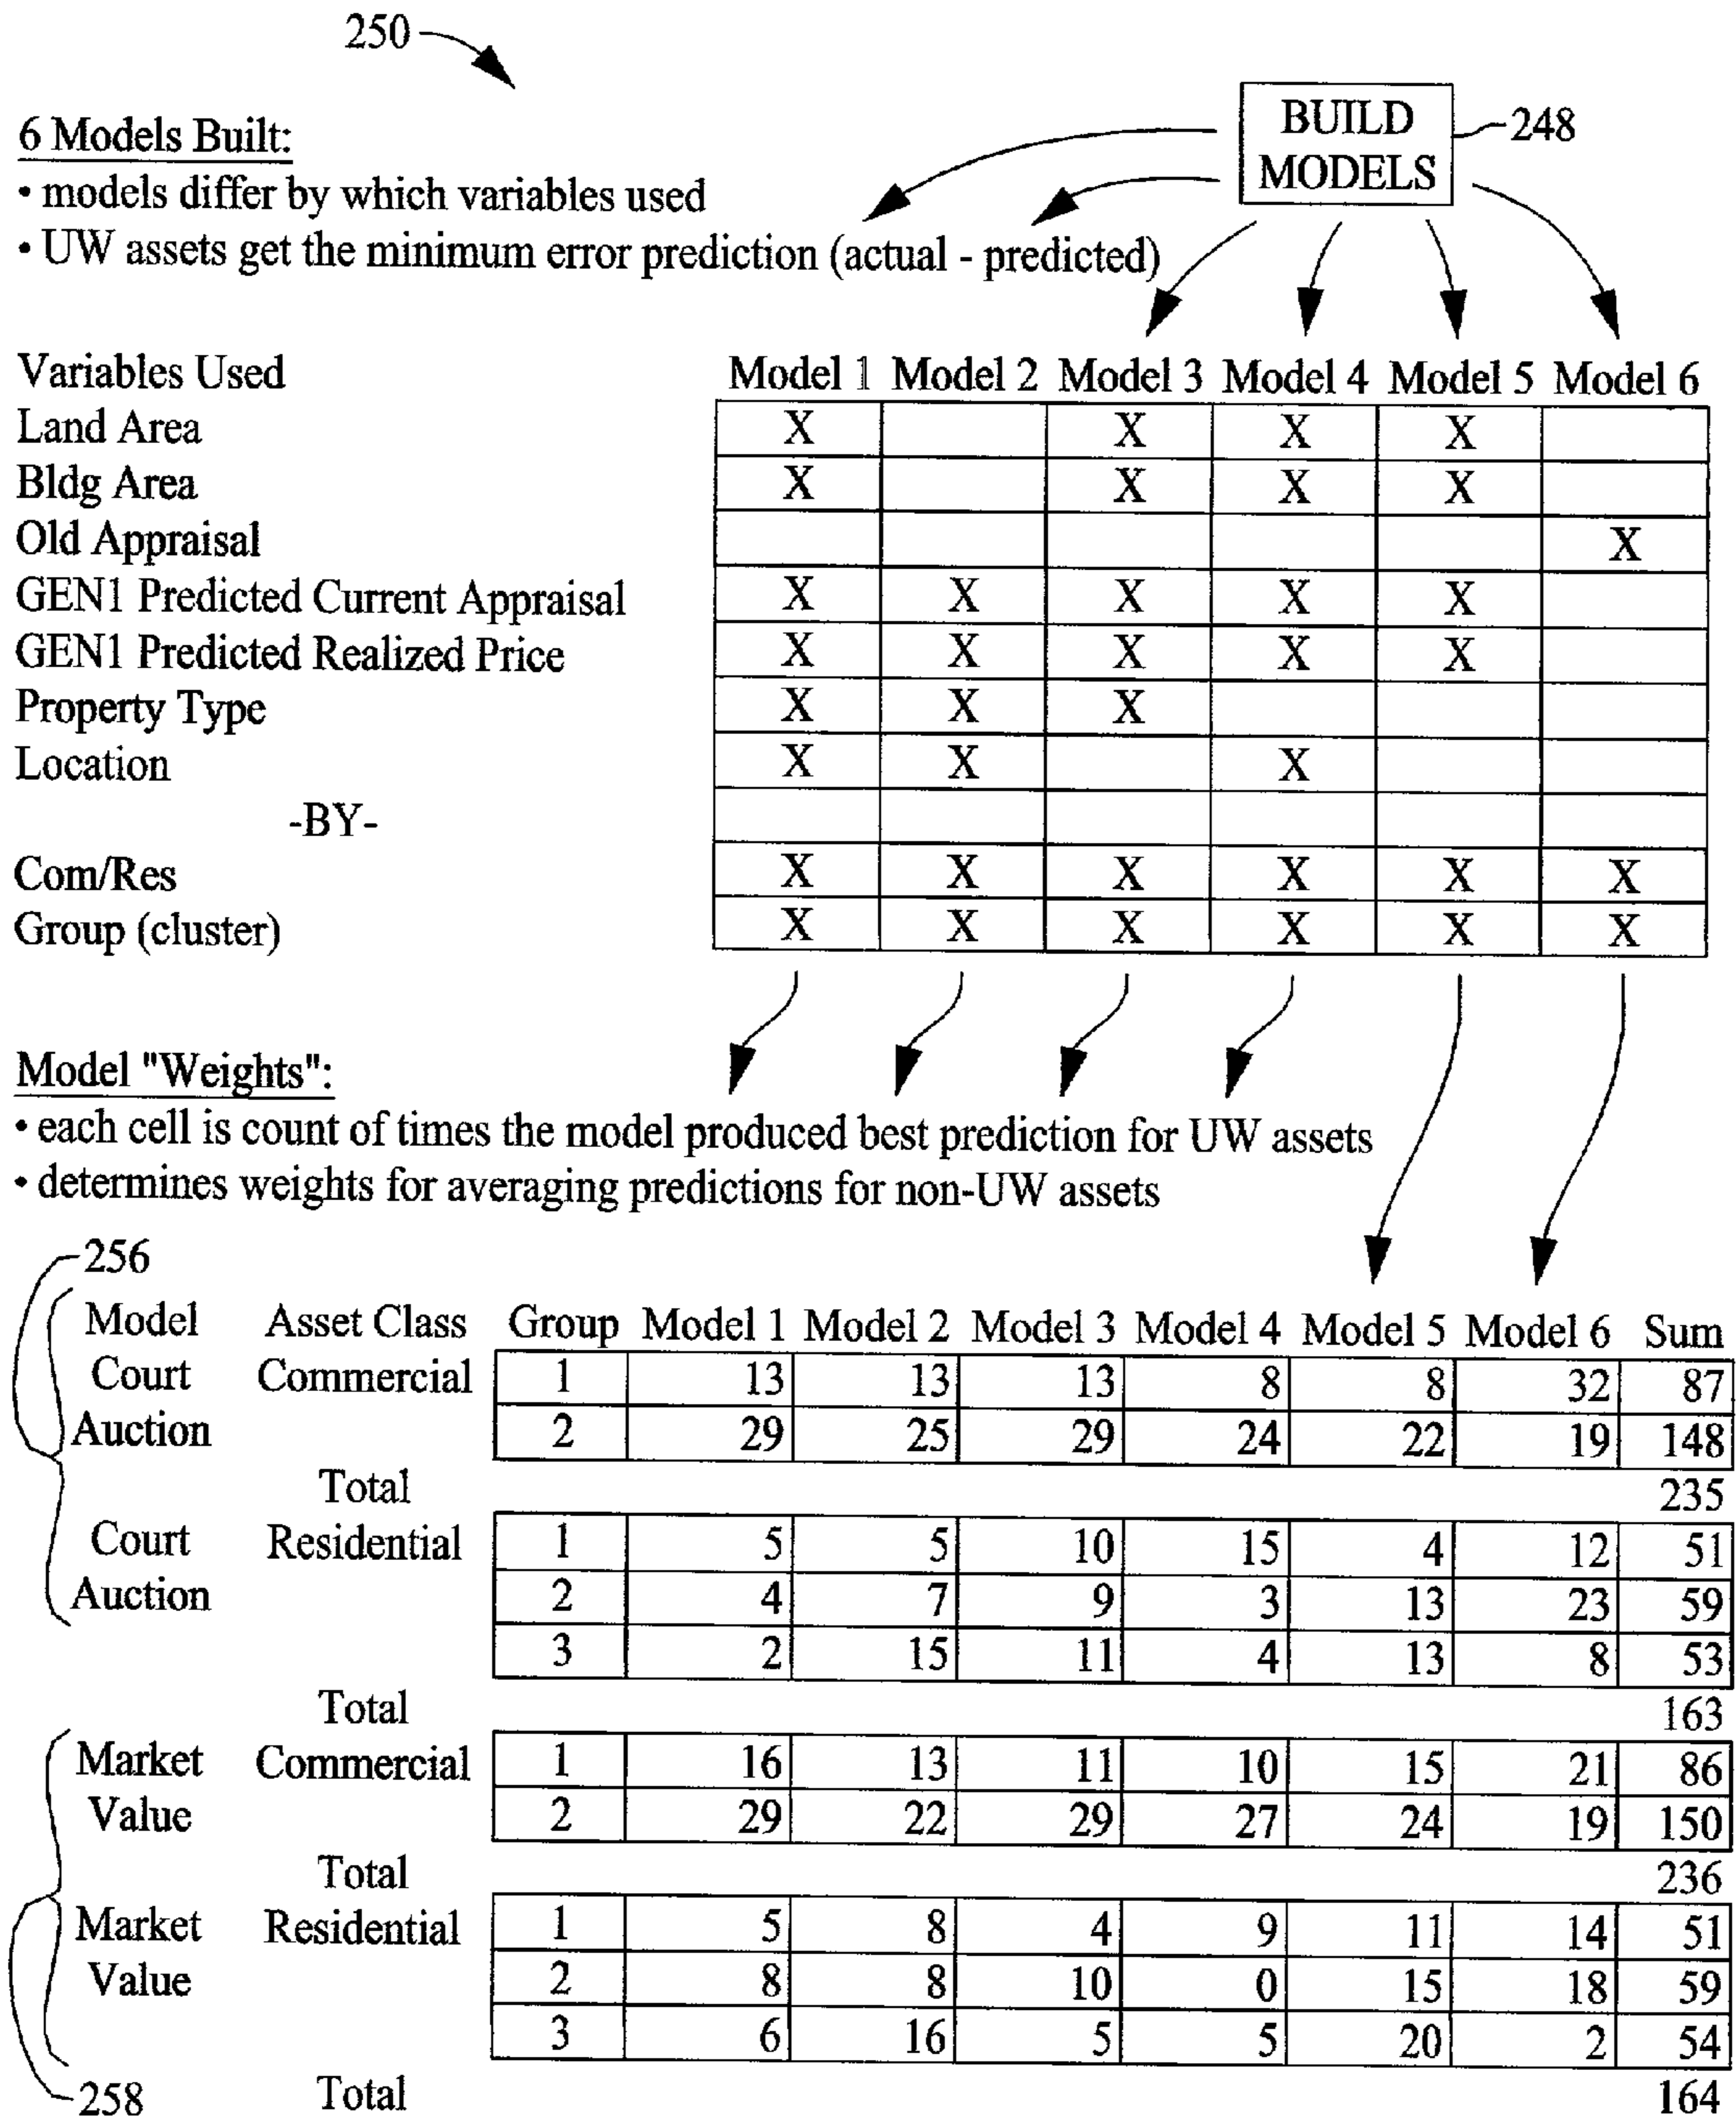 250
BUILD
MODELS
248
6 Models Built:
• models differ by which variables used
• UW assets get the minimum error prediction (actual - predicted)
Variables Used Model 1 Model 2 Model 3 Model 4 Model 5 Model 6
Land Area X X X X
Bldg Area X X X X
Old Appraisal X
GEN1 Predicted Current Appraisal X X X X X
GEN1 Predicted Realized Price X X X X X
Property Type X X X
Location X X X
-BY-
Com/Res X X X X X X
Group (cluster) X X X X X X
Model "Weights":
• each cell is count of times the model produced best prediction for UW assets
• determines weights for averaging predictions for non-UW assets
256
Model Asset Class Group Model 1 Model 2 Model 3 Model 4 Model 5 Model 6 Sum
Court Commercial 1 13 13 13 8 8 32 87
Auction 2 29 25 29 24 22 19 148
Total 235
Court Residential 1 5 5 10 15 4 12 51
Auction 2 4 7 9 3 13 23 59
3 2 15 11 4 13 8 53
Total 163
Market Commercial 1 16 13 11 10 15 21 86
Value 2 29 22 29 27 24 19 150
Total 236
Market Residential 1 5 8 4 9 11 14 51
Value 2 8 8 10 0 15 18 59
3 6 16 5 5 20 2 54
258 Total 164